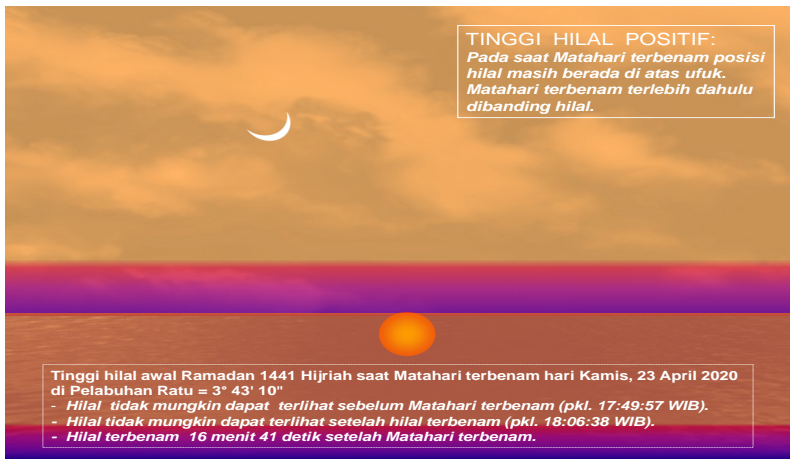 TINGGI HILAL POSITIF:
Pada saat Matahari terbenam posisi
hilal masih berada di atas ufuk.
Matahari terbenam terlebih dahulu
dibanding hilal.
Tinggi hilal awal Ramadan 1441 Hijriah saat Matahari terbenam hari Kamis, 23 April 2020
di Pelabuhan Ratu = 3° 43' 10"
- Hilal tidak mungkin dapat terlihat sebelum Matahari terbenam (pkl. 17:49:57 WIB).
- Hilal tidak mungkin dapat terlihat setelah hilal terbenam (pkl. 18:06:38 WIB).
- Hilal terbenam 16 menit 41 detik setelah Matahari terbenam.